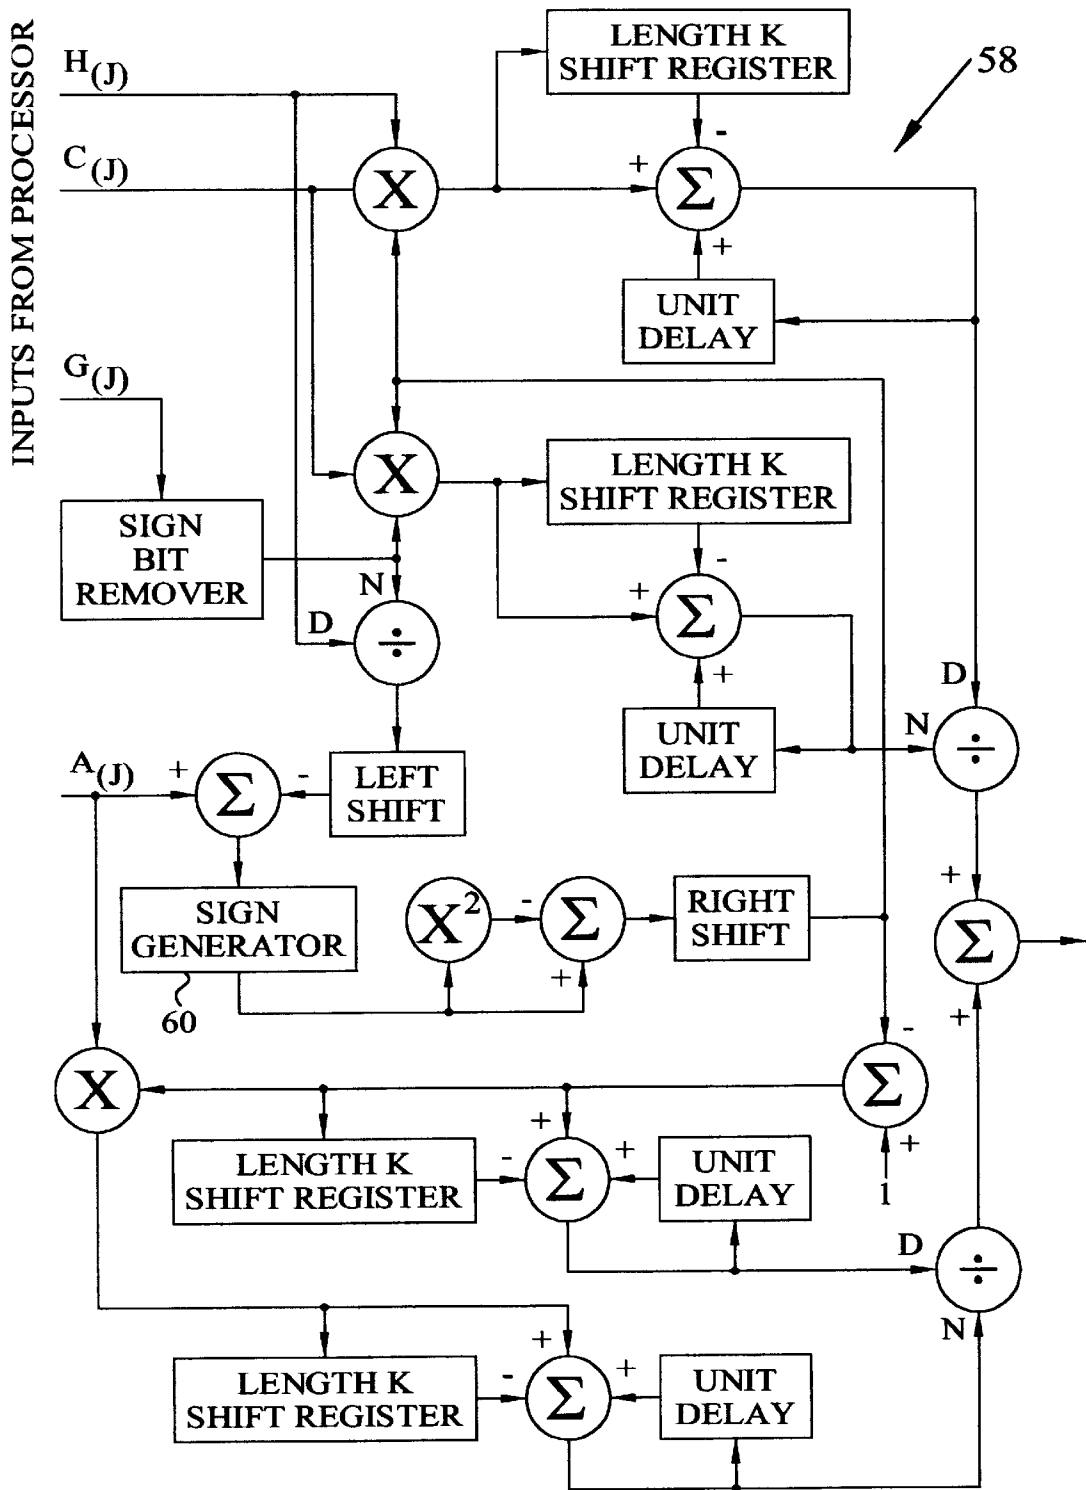 INPUTS FROM PROCESSOR
H(J)
C(J)
G(J)
A(J)
LENGTH K
SHIFT REGISTER
58
-
X
+
Σ
+
UNIT
DELAY
X
LENGTH K
SHIFT REGISTER
SIGN
BIT
REMOVER
N
D
÷
-
+
Σ
+
UNIT
DELAY
D
N
÷
+
Σ
-
LEFT
SHIFT
SIGN
GENERATOR
60
X²
-
Σ
+
RIGHT
SHIFT
+
Σ
+
X
-
Σ
+
1
LENGTH K
SHIFT REGISTER
+
-
Σ
+
UNIT
DELAY
D
÷
N
LENGTH K
SHIFT REGISTER
+
-
Σ
+
UNIT
DELAY